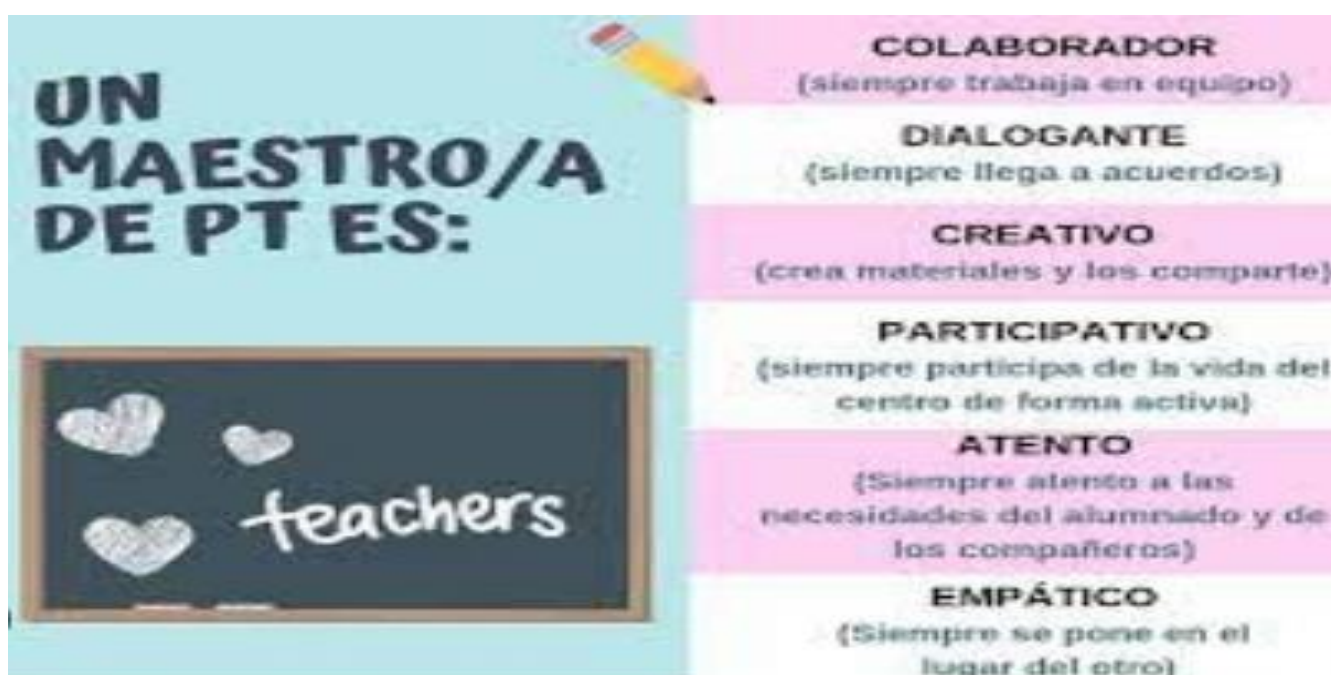 UN
MAESTRO/A
DE PT ES:
teachers
COLABORADOR
(siempre trabaja en equipo)
DIALOGANTE
(siempre llega a acuerdos)
CREATIVO
(crea materiales y los comparte)
PARTICIPATIVO
(siempre participa de la vida del
centro de forma activa)
ATENTO
(Siempre atento a las
necesidades del alumnado y de
los compañeros)
EMPÁTICO
(Siempre se pone en el
lugar del otro)